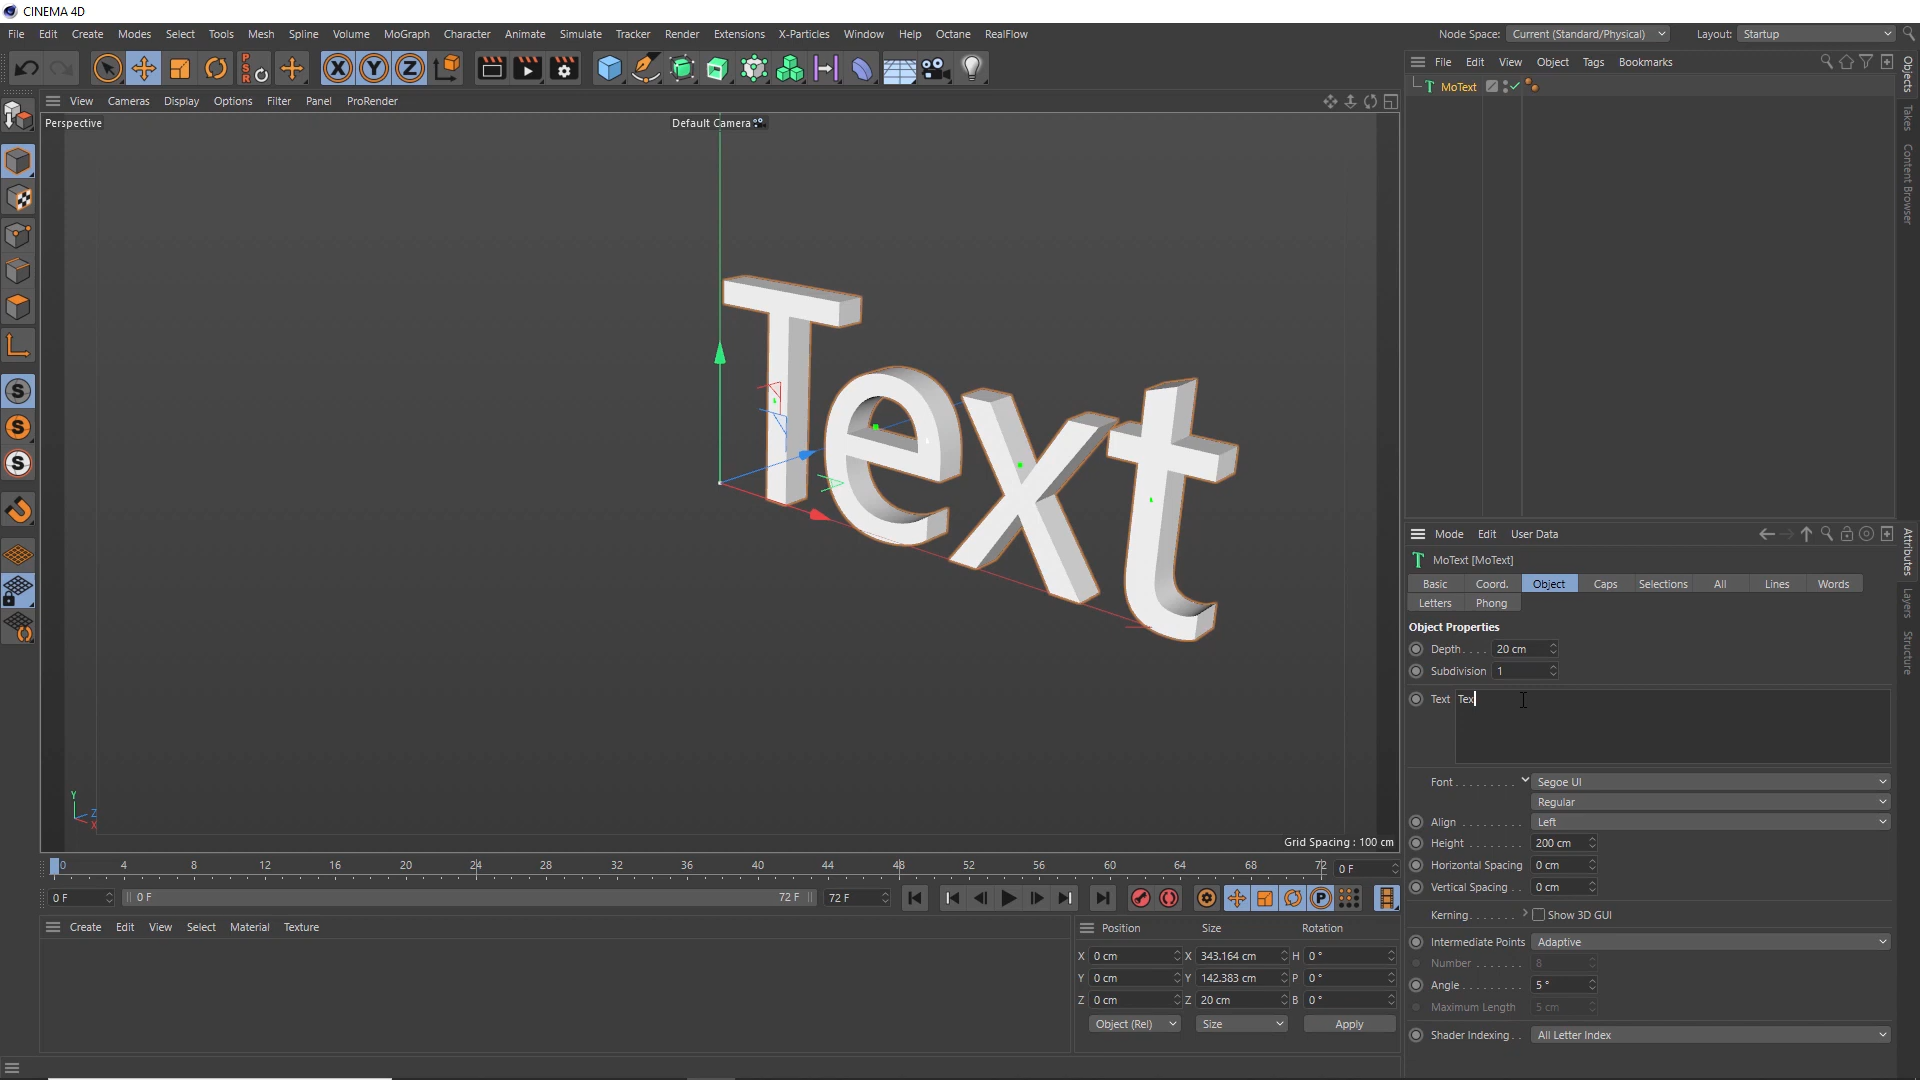 CINEMA 4D
File Edit Create Modes Select Tools Mesh Spline Volume MoGraph Character Animate Simulate Tracker Render Extensions X-Particles Window Help Octane RealFlow Node Space: Current (Standard/Physical) Layout: Startup
PSR X Y Z
File Edit View Object Tags Bookmarks
MoText
View Cameras Display Options Filter Panel ProRender
Perspective
Default Camera
Text
Y
Z
X
Grid Spacing : 100 cm
S
S
S
Objects
Takes
Content Browser
Attributes
Layers
Structure
Mode Edit User Data
MoText [MoText]
Basic Coord. Object Caps Selections All Lines Words
Letters Phong
Object Properties
Depth. . . . 20 cm
Subdivision 1
Text Tex
Font. . . . . . . . . Segoe UI
Regular
Align . . . . . . . . Left
Height . . . . . . . . 200 cm
Horizontal Spacing 0 cm
Vertical Spacing . . 0 cm
Kerning. . . . . . . Show 3D GUI
Intermediate Points Adaptive
Number . . . . . . . 8
Angle . . . . . . . . . 5 °
Maximum Length 5 cm
Shader Indexing. . All Letter Index
0 4 8 12 16 20 24 28 32 36 40 44 48 52 56 60 64 68 72 0 F
0 F 0 F 72 F 72 F P
Create Edit View Select Material Texture
Position Size Rotation
X 0 cm X 343.164 cm H 0 °
Y 0 cm Y 142.383 cm P 0 °
Z 0 cm Z 20 cm B 0 °
Object (Rel) Size Apply